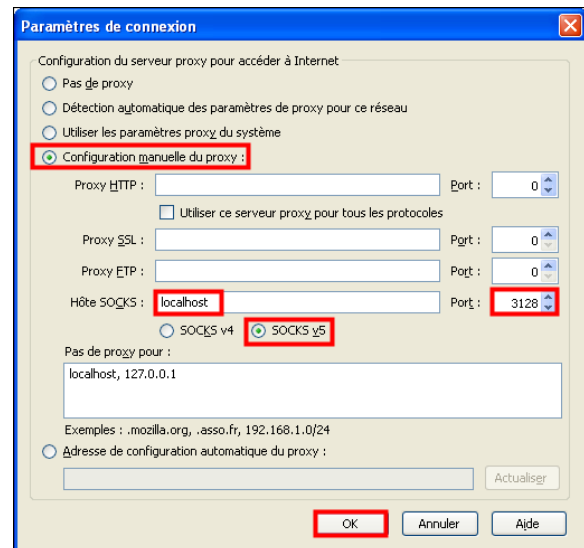 Paramètres de connexion
Configuration du serveur proxy pour accéder à Internet
Pas de proxy
Détection automatique des paramètres de proxy pour ce réseau
Utiliser les paramètres proxy du système
Configuration manuelle du proxy :
Proxy HTTP : Port : 0
Utiliser ce serveur proxy pour tous les protocoles
Proxy SSL : Port : 0
Proxy FTP : Port : 0
Hôte SOCKS : localhost Port : 3128
SOCKS v4 SOCKS v5
Pas de proxy pour :
localhost, 127.0.0.1
Exemples : .mozilla.org, .asso.fr, 192.168.1.0/24
Adresse de configuration automatique du proxy :
Actualiser
OK Annuler Aide